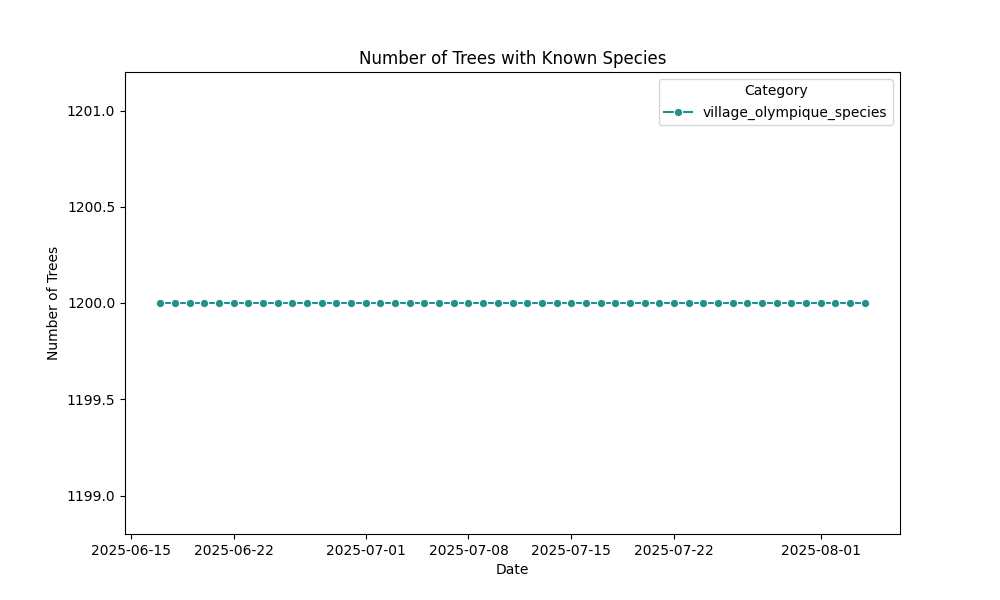 Number of Trees with Known Species
Category
village_olympique_species
1201.0
1200.5
1200.0
1199.5
1199.0
Number of Trees
2025-06-15 2025-06-22 2025-07-01 2025-07-08 2025-07-15 2025-07-22 2025-08-01
Date